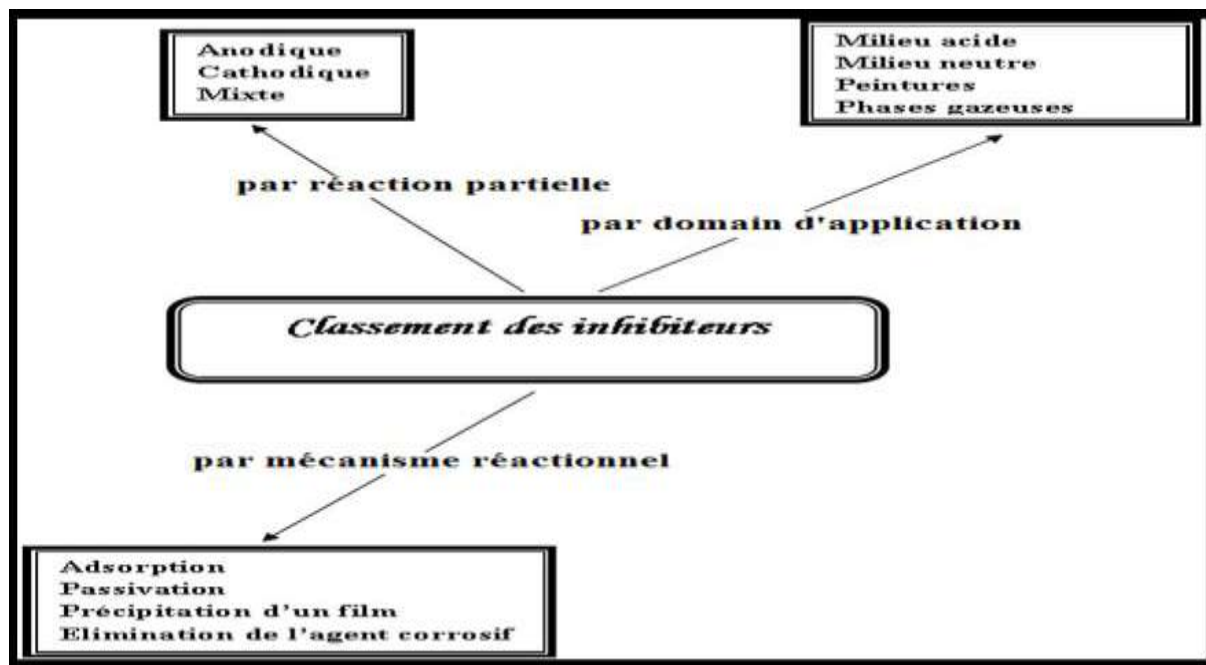 Anodique
Cathodique
Mixte
Milieu acide
Milieu neutre
Peintures
Phases gazeuses
par réaction partielle
par domain d'application
Classement des inhibiteurs
par mécanisme réactionnel
Adsorption
Passivation
Précipitation d'un film
Elimination de l'agent corrosif